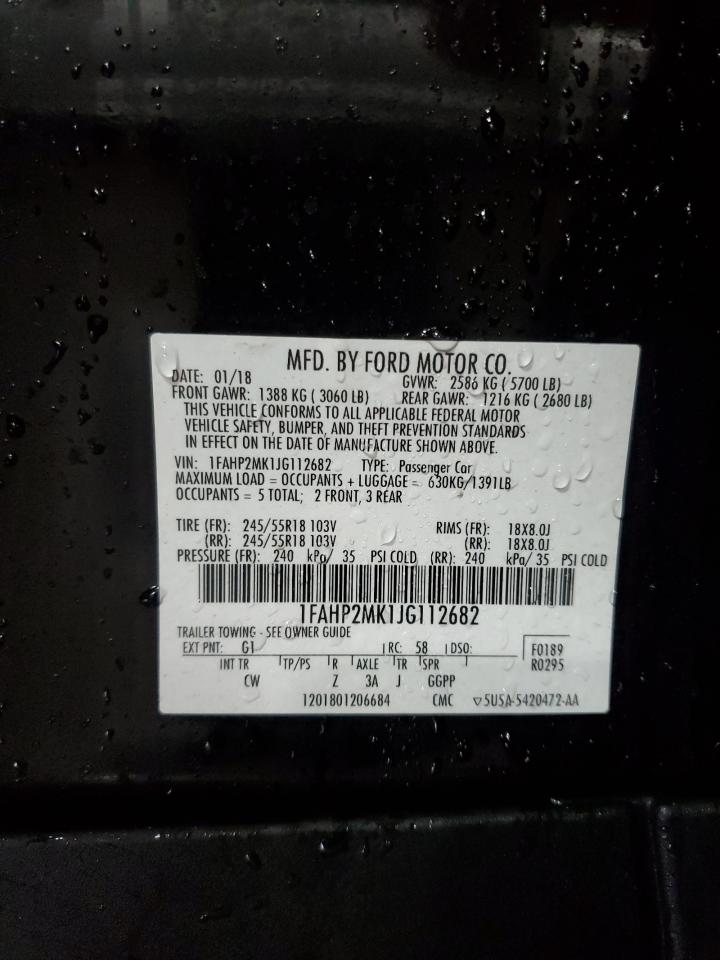 MFD. BY FORD MOTOR CO.
DATE: 01/18 GVWR: 2586 KG ( 5700 LB)
FRONT GAWR: 1388 KG ( 3060 LB) REAR GAWR: 1216 KG ( 2680 LB)
THIS VEHICLE CONFORMS TO ALL APPLICABLE FEDERAL MOTOR
VEHICLE SAFETY, BUMPER, AND THEFT PREVENTION STANDARDS
IN EFFECT ON THE DATE OF MANUFACTURE SHOWN ABOVE.
VIN: 1FAHP2MK1JG112682 TYPE: Passenger Car
MAXIMUM LOAD = OCCUPANTS + LUGGAGE = 630KG/1391LB
OCCUPANTS = 5 TOTAL; 2 FRONT, 3 REAR
TIRE (FR): 245/55R18 103V RIMS (FR): 18X8.0J
(RR): 245/55R18 103V (RR): 18X8.0J
PRESSURE (FR): 240 kPa/ 35 PSI COLD (RR): 240 kPa/ 35 PSI COLD
1FAHP2MK1JG112682
TRAILER TOWING - SEE OWNER GUIDE
EXT PNT: G1 RC: 58 DSO: F0189
INT TR TP/PS R AXLE TR SPR R0295
CW Z 3A J GGPP
1201801206684 CMC ▽5USA-5420472-AA